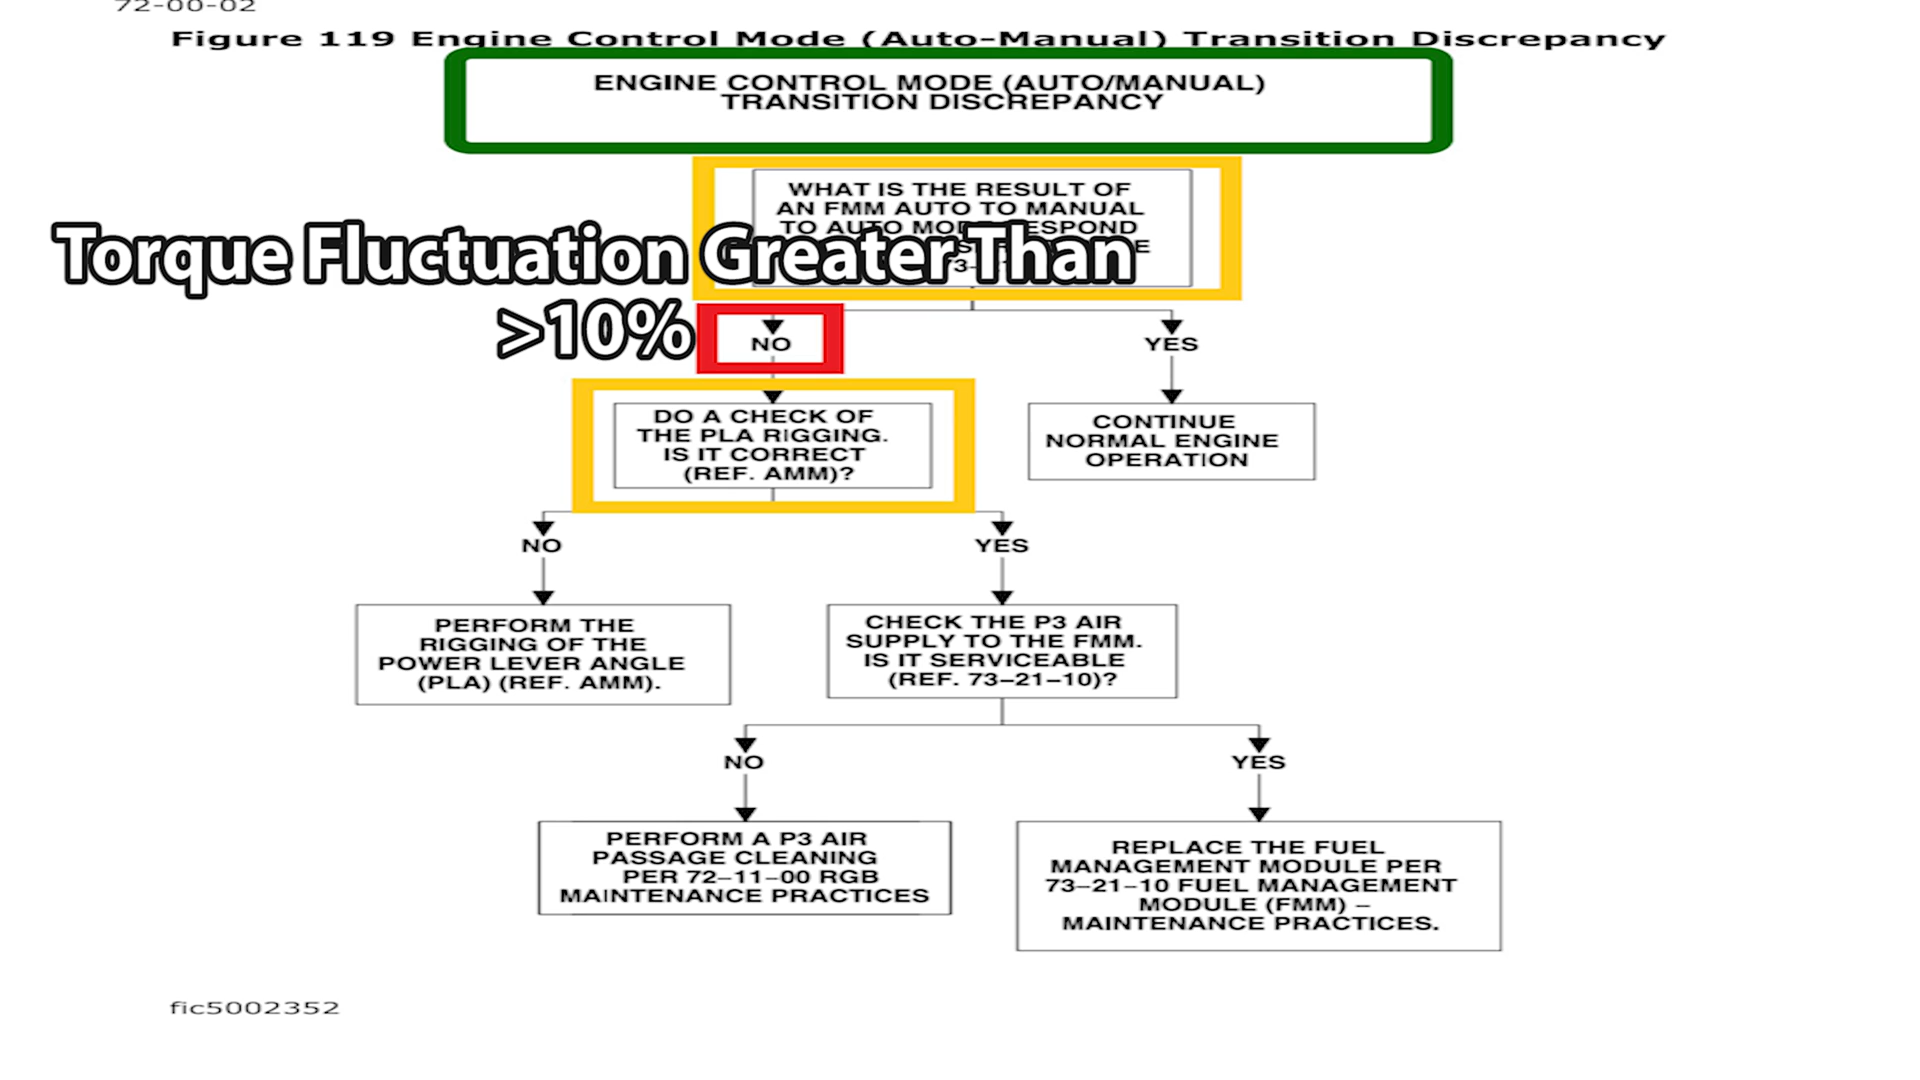 72-00-02
Figure 119 Engine Control Mode (Auto-Manual) Transition Discrepancy
ENGINE CONTROL MODE (AUTO/MANUAL)
TRANSITION DISCREPANCY
WHAT IS THE RESULT OF
AN FMM AUTO TO MANUAL
TO AUTO
Torque Fluctuation Greater Than
>10%
NO
YES
DO A CHECK OF
THE PLA RIGGING.
IS IT CORRECT
(REF. AMM)?
CONTINUE
NORMAL ENGINE
OPERATION
NO
YES
PERFORM THE
RIGGING OF THE
POWER LEVER ANGLE
(PLA) (REF. AMM).
CHECK THE P3 AIR
SUPPLY TO THE FMM.
IS IT SERVICEABLE
(REF. 73–21–10)?
NO
YES
PERFORM A P3 AIR
PASSAGE CLEANING
PER 72–11–00 RGB
MAINTENANCE PRACTICES
REPLACE THE FUEL
MANAGEMENT MODULE PER
73–21–10 FUEL MANAGEMENT
MODULE (FMM) –
MAINTENANCE PRACTICES.
fic5002352